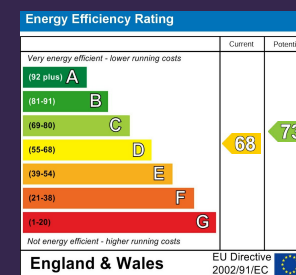 Energy Efficiency Rating
Current
Very energy efficient - lower running costs
(92 plus) A
(81-91) B
(69-80) C
(55-68) D
68
73
(39-54) E
(21-38) F
(1-20) G
Not energy efficient - higher running costs
England & Wales
EU Directive
2002/91/EC